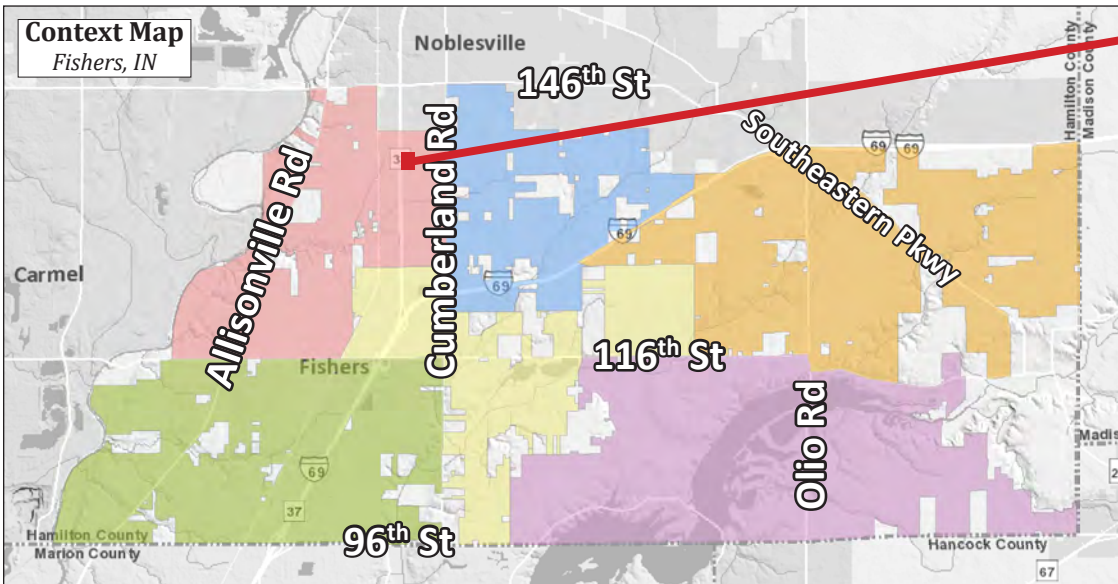 Context Map
Fishers, IN
Noblesville
146th St
Hamilton County
Madison County
Southeastern Pkwy
69
69
3
Cumberland Rd
Allisonville Rd
69
Carmel
69
116th St
Fishers
Olio Rd
69
37
Hamilton County
Marion County
96th St
Hancock County
67